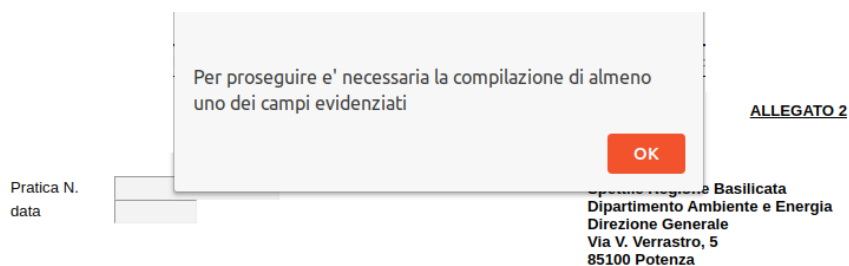 Per proseguire e' necessaria la compilazione di almeno
uno dei campi evidenziati
OK
ALLEGATO 2
Pratica N.
data
Regione Basilicata
Dipartimento Ambiente e Energia
Direzione Generale
Via V. Verrastro, 5
85100 Potenza